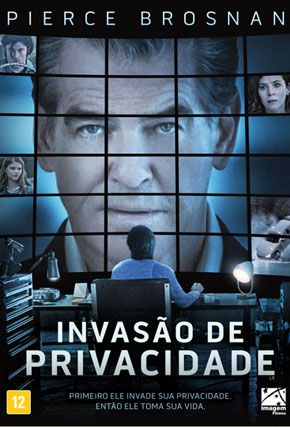 PIERCE BROSNAN
INVASÃO DE
PRIVACIDADE
PRIMEIRO ELE INVADE SUA PRIVACIDADE.
ENTÃO ELE TOMA SUA VIDA.
12
imagem
Filmes